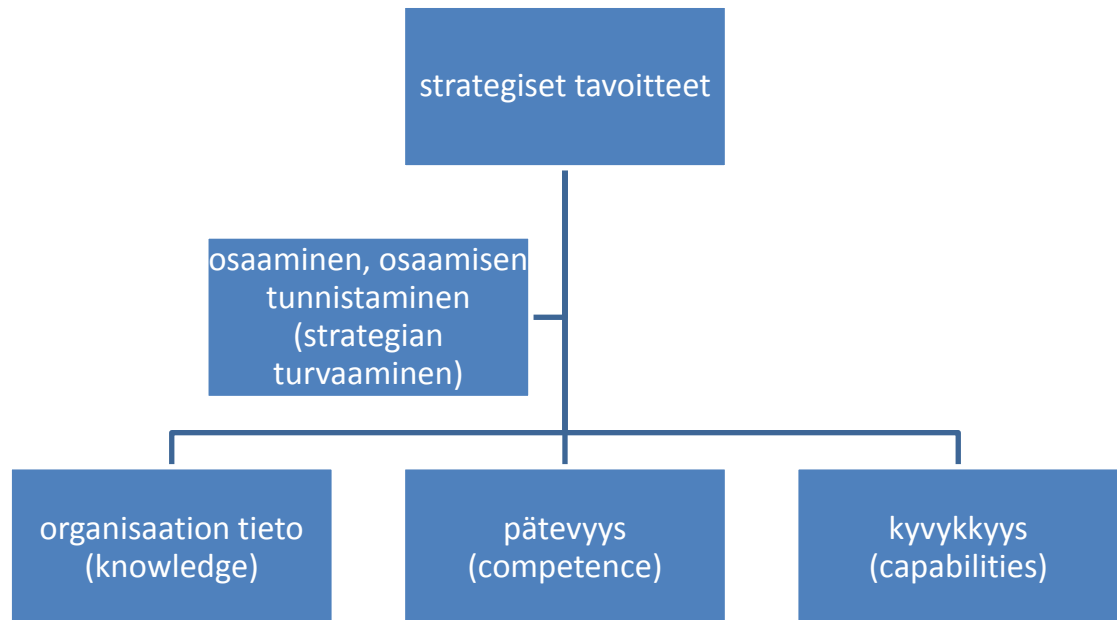 strategiset tavoitteet
osaaminen, osaamisen
tunnistaminen
(strategian
turvaaminen)
organisaation tieto
(knowledge)
pätevyys
(competence)
kyvykkyys
(capabilities)